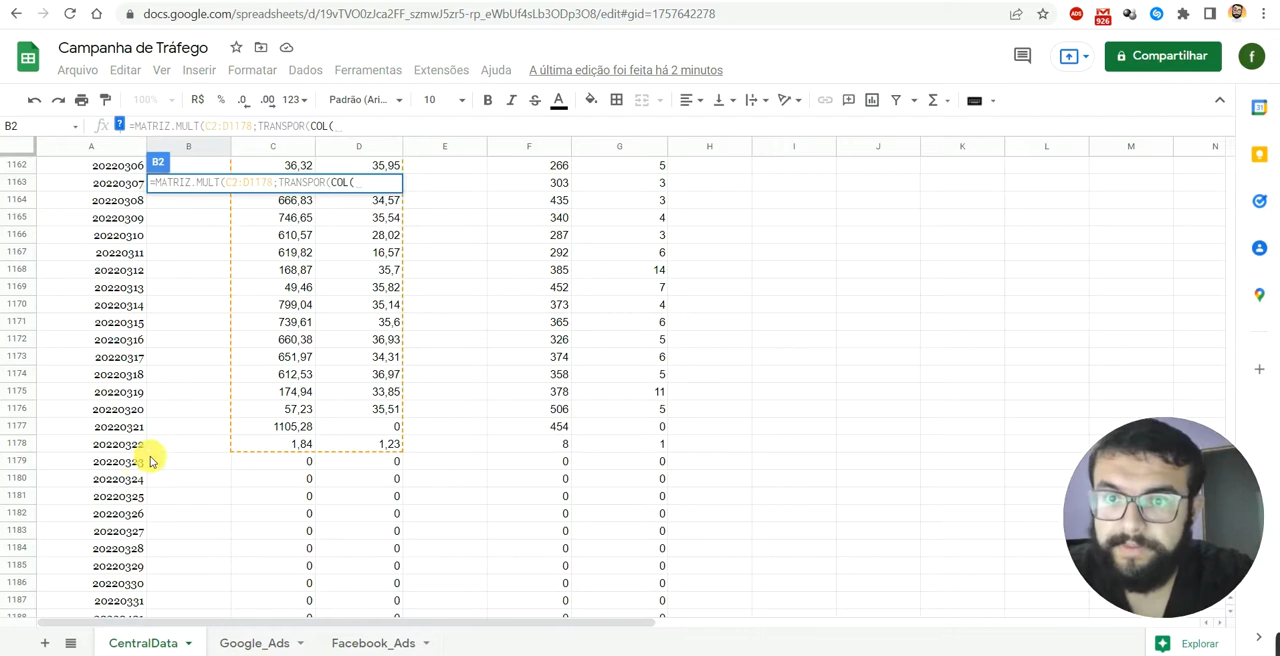 docs.google.com/spreadsheets/d/19vTVO0zJca2FF_szmwJ5zr5-rp_eWbUf4sLb3ODp3O8/edit#gid=1757642278
ADS
926
Campanha de Tráfego
Arquivo Editar Ver Inserir Formatar Dados Ferramentas Extensões Ajuda A última edição foi feita há 2 minutos
Compartilhar
f
100% R$ % .0 .00 123 Padrão (Ari... 10 B I S A Σ
B2 fx ? =MATRIZ.MULT(C2:D1178;TRANSPOR(COL(
A B C D E F G H I J K L M N
1162 20220306 B2 36,32 35,95 266 5
1163 20220307 =MATRIZ.MULT(C2:D1178;TRANSPOR(COL( 303 3
1164 20220308 666,83 34,57 435 3
1165 20220309 746,65 35,54 340 4
1166 20220310 610,57 28,02 287 3
1167 20220311 619,82 16,57 292 6
1168 20220312 168,87 35,7 385 14
1169 20220313 49,46 35,82 452 7
1170 20220314 799,04 35,14 373 4
1171 20220315 739,61 35,6 365 6
1172 20220316 660,38 36,93 326 5
1173 20220317 651,97 34,31 374 6
1174 20220318 612,53 36,97 358 5
1175 20220319 174,94 33,85 378 11
1176 20220320 57,23 35,51 506 5
1177 20220321 1105,28 0 454 0
1178 20220322 1,84 1,23 8 1
1179 20220323 0 0 0 0
1180 20220324 0 0 0 0
1181 20220325 0 0 0 0
1182 20220326 0 0 0 0
1183 20220327 0 0 0 0
1184 20220328 0 0 0 0
1185 20220329 0 0 0 0
1186 20220330 0 0 0 0
1187 20220331 0 0 0 0
CentralData Google_Ads Facebook_Ads Explorar